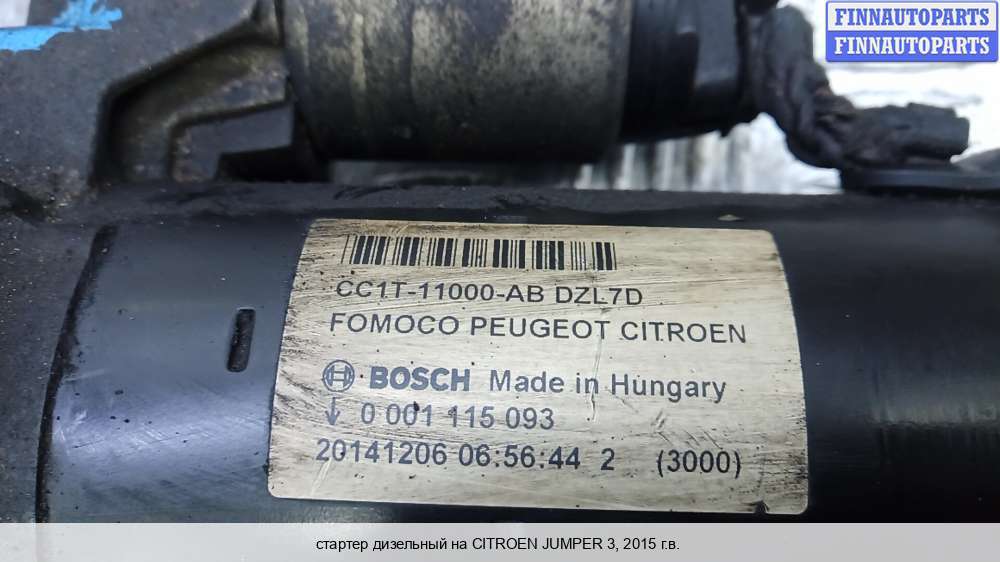 FINNAUTOPARTS
FINNAUTOPARTS
CC1T-11000-AB DZL7D
FOMOCO PEUGEOT CITROEN
BOSCH Made in Hungary
0 001 115 093
20141206 06:56:44 2 (3000)
стартер дизельный на CITROEN JUMPER 3, 2015 г.в.